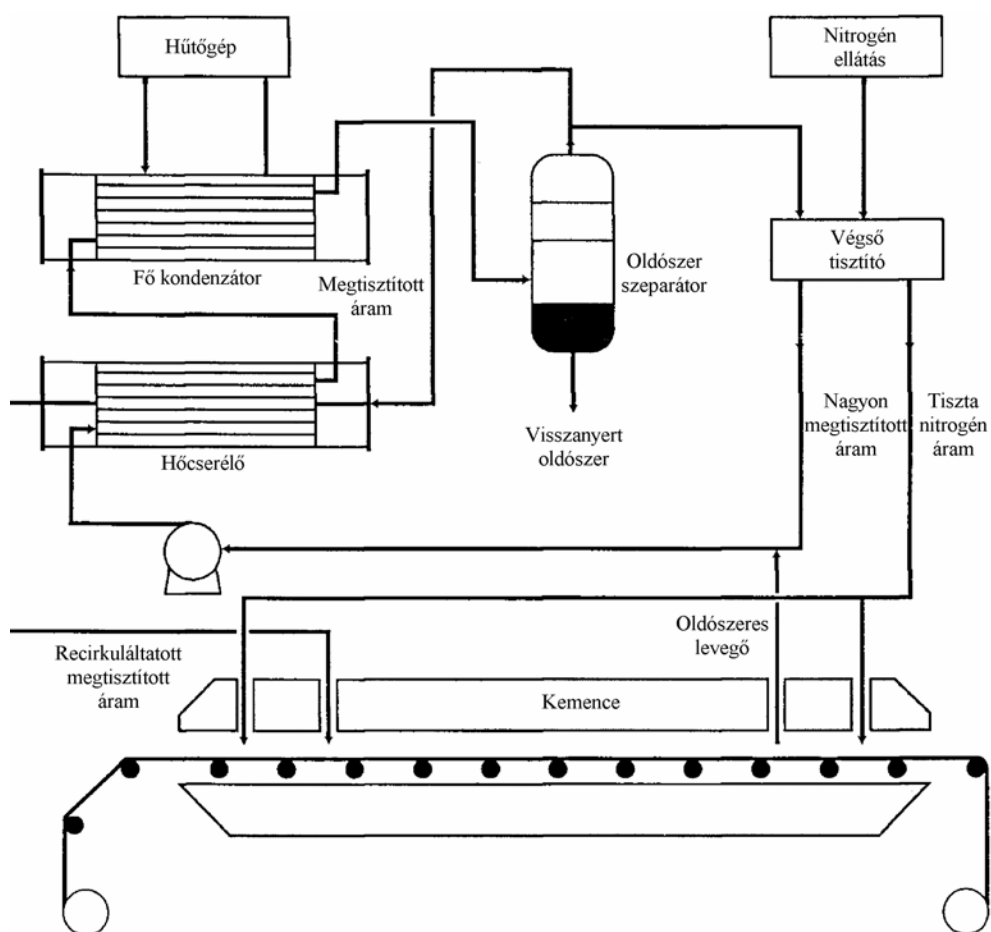 Hűtőgép
Nitrogén
ellátás
Fő kondenzátor
Megtisztított
áram
Oldószer
szeparátor
Végső
tisztító
Hőcserélő
Visszanyert
oldószer
Nagyon
megtisztított
áram
Tiszta
nitrogén
áram
Recirkuláltatott
megtisztított
áram
Oldószeres
levegő
Kemence